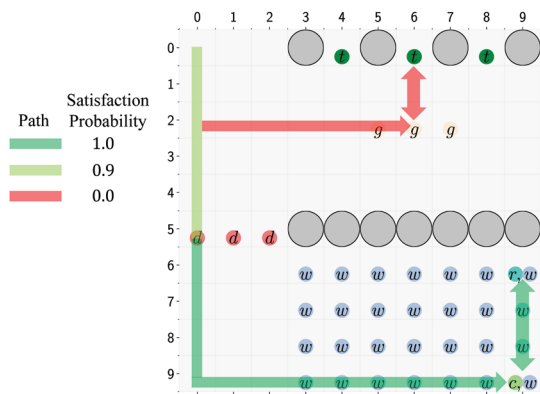 0 1 2 3 4 5 6 7 8 9
0 t t t
1
Satisfaction
Path Probability
2 g g g
1.0
3
0.9
4
0.0
5 d d d
6 w w w w w w r, w
7 w w w w w w w
8 w w w w w w w
9 w w w w w w c, w